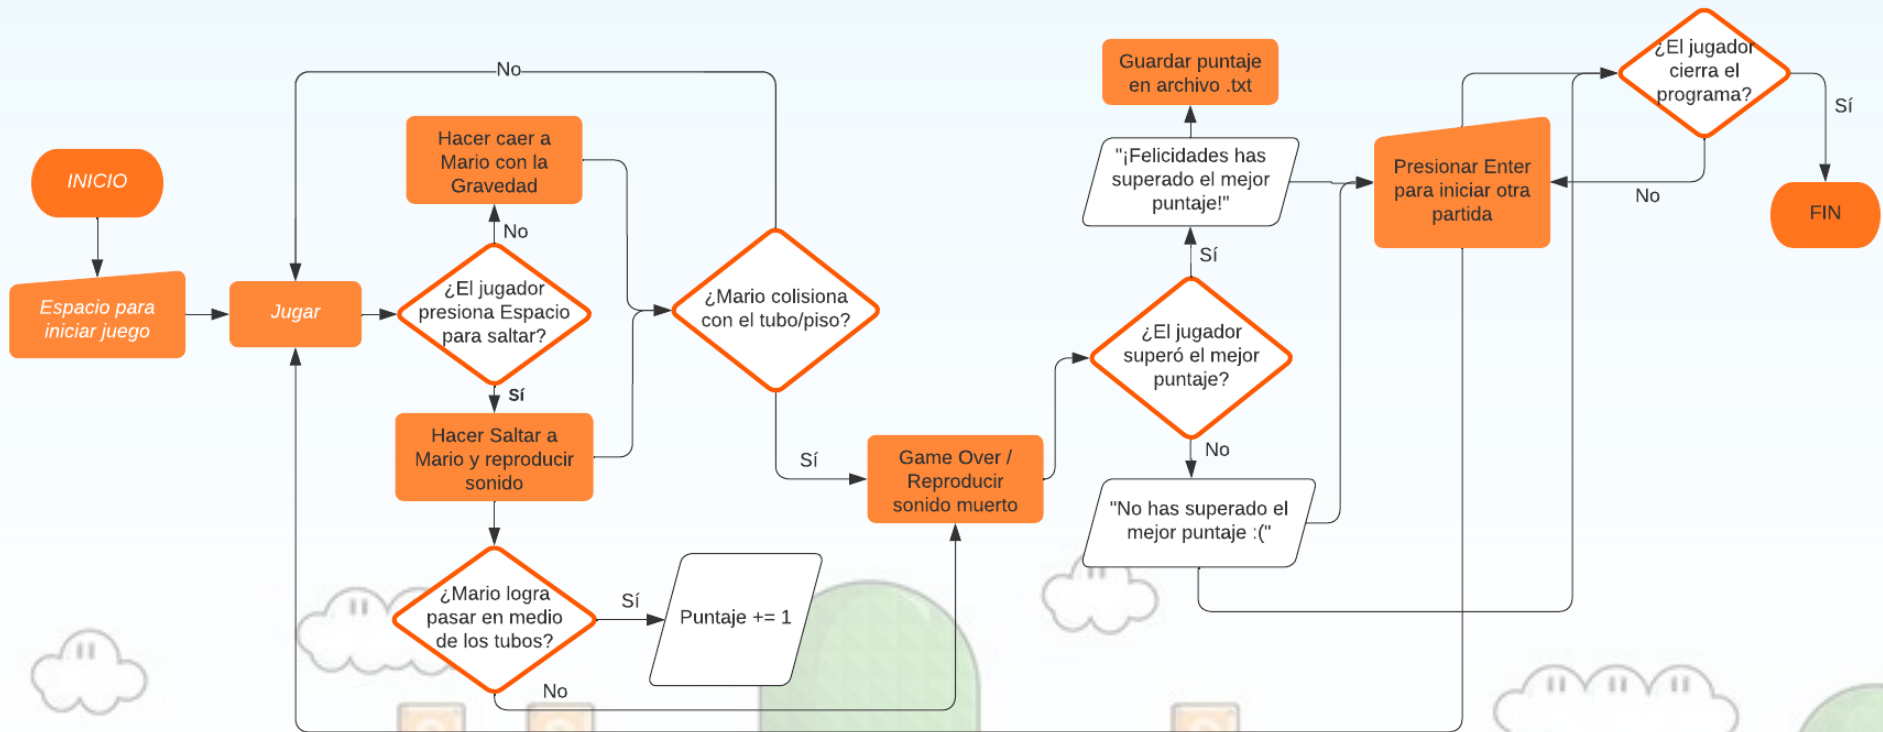 INICIO
Espacio para
iniciar juego
Jugar
No
Hacer caer a
Mario con la
Gravedad
No
¿El jugador
presiona Espacio
para saltar?
Sí
Hacer Saltar a
Mario y reproducir
sonido
¿Mario logra
pasar en medio
de los tubos?
Sí
Puntaje += 1
No
¿Mario colisiona
con el tubo/piso?
Sí
Game Over /
Reproducir
sonido muerto
Guardar puntaje
en archivo .txt
"¡Felicidades has
superado el mejor
puntaje!"
Sí
¿El jugador
superó el mejor
puntaje?
No
"No has superado el
mejor puntaje :("
Presionar Enter
para iniciar otra
partida
¿El jugador
cierra el
programa?
No
Sí
FIN